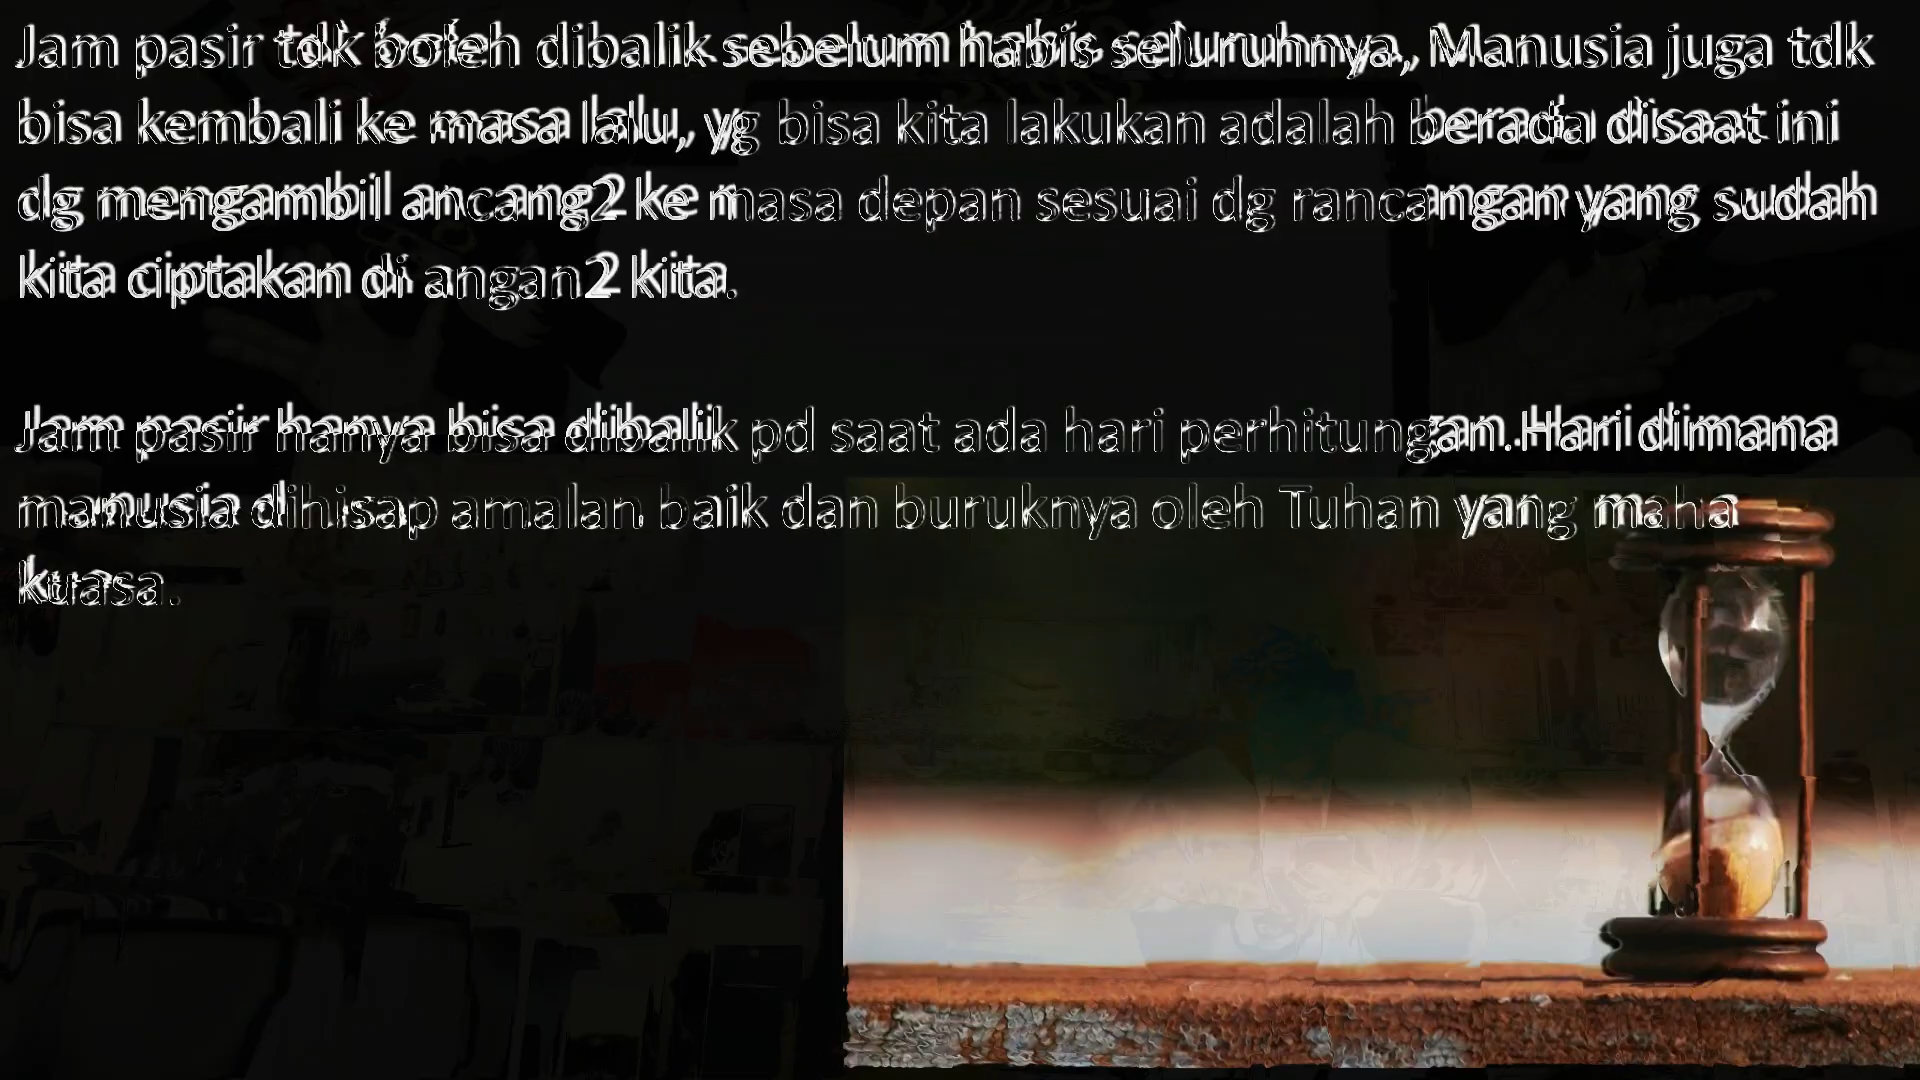 Jam pasir tdk boleh dibalik sebelum habis seluruhnya, Manusia juga tdk
bisa kembali ke masa lalu, yg bisa kita lakukan adalah berada disaat ini
dg mengambil ancang2 ke masa depan sesuai dg rancangan yang sudah
kita ciptakan di angan2 kita.
Jam pasir hanya bisa dibalik pd saat ada hari perhitungan. Hari dimana
manusia dihisap amalan baik dan buruknya oleh Tuhan yang maha
kuasa.